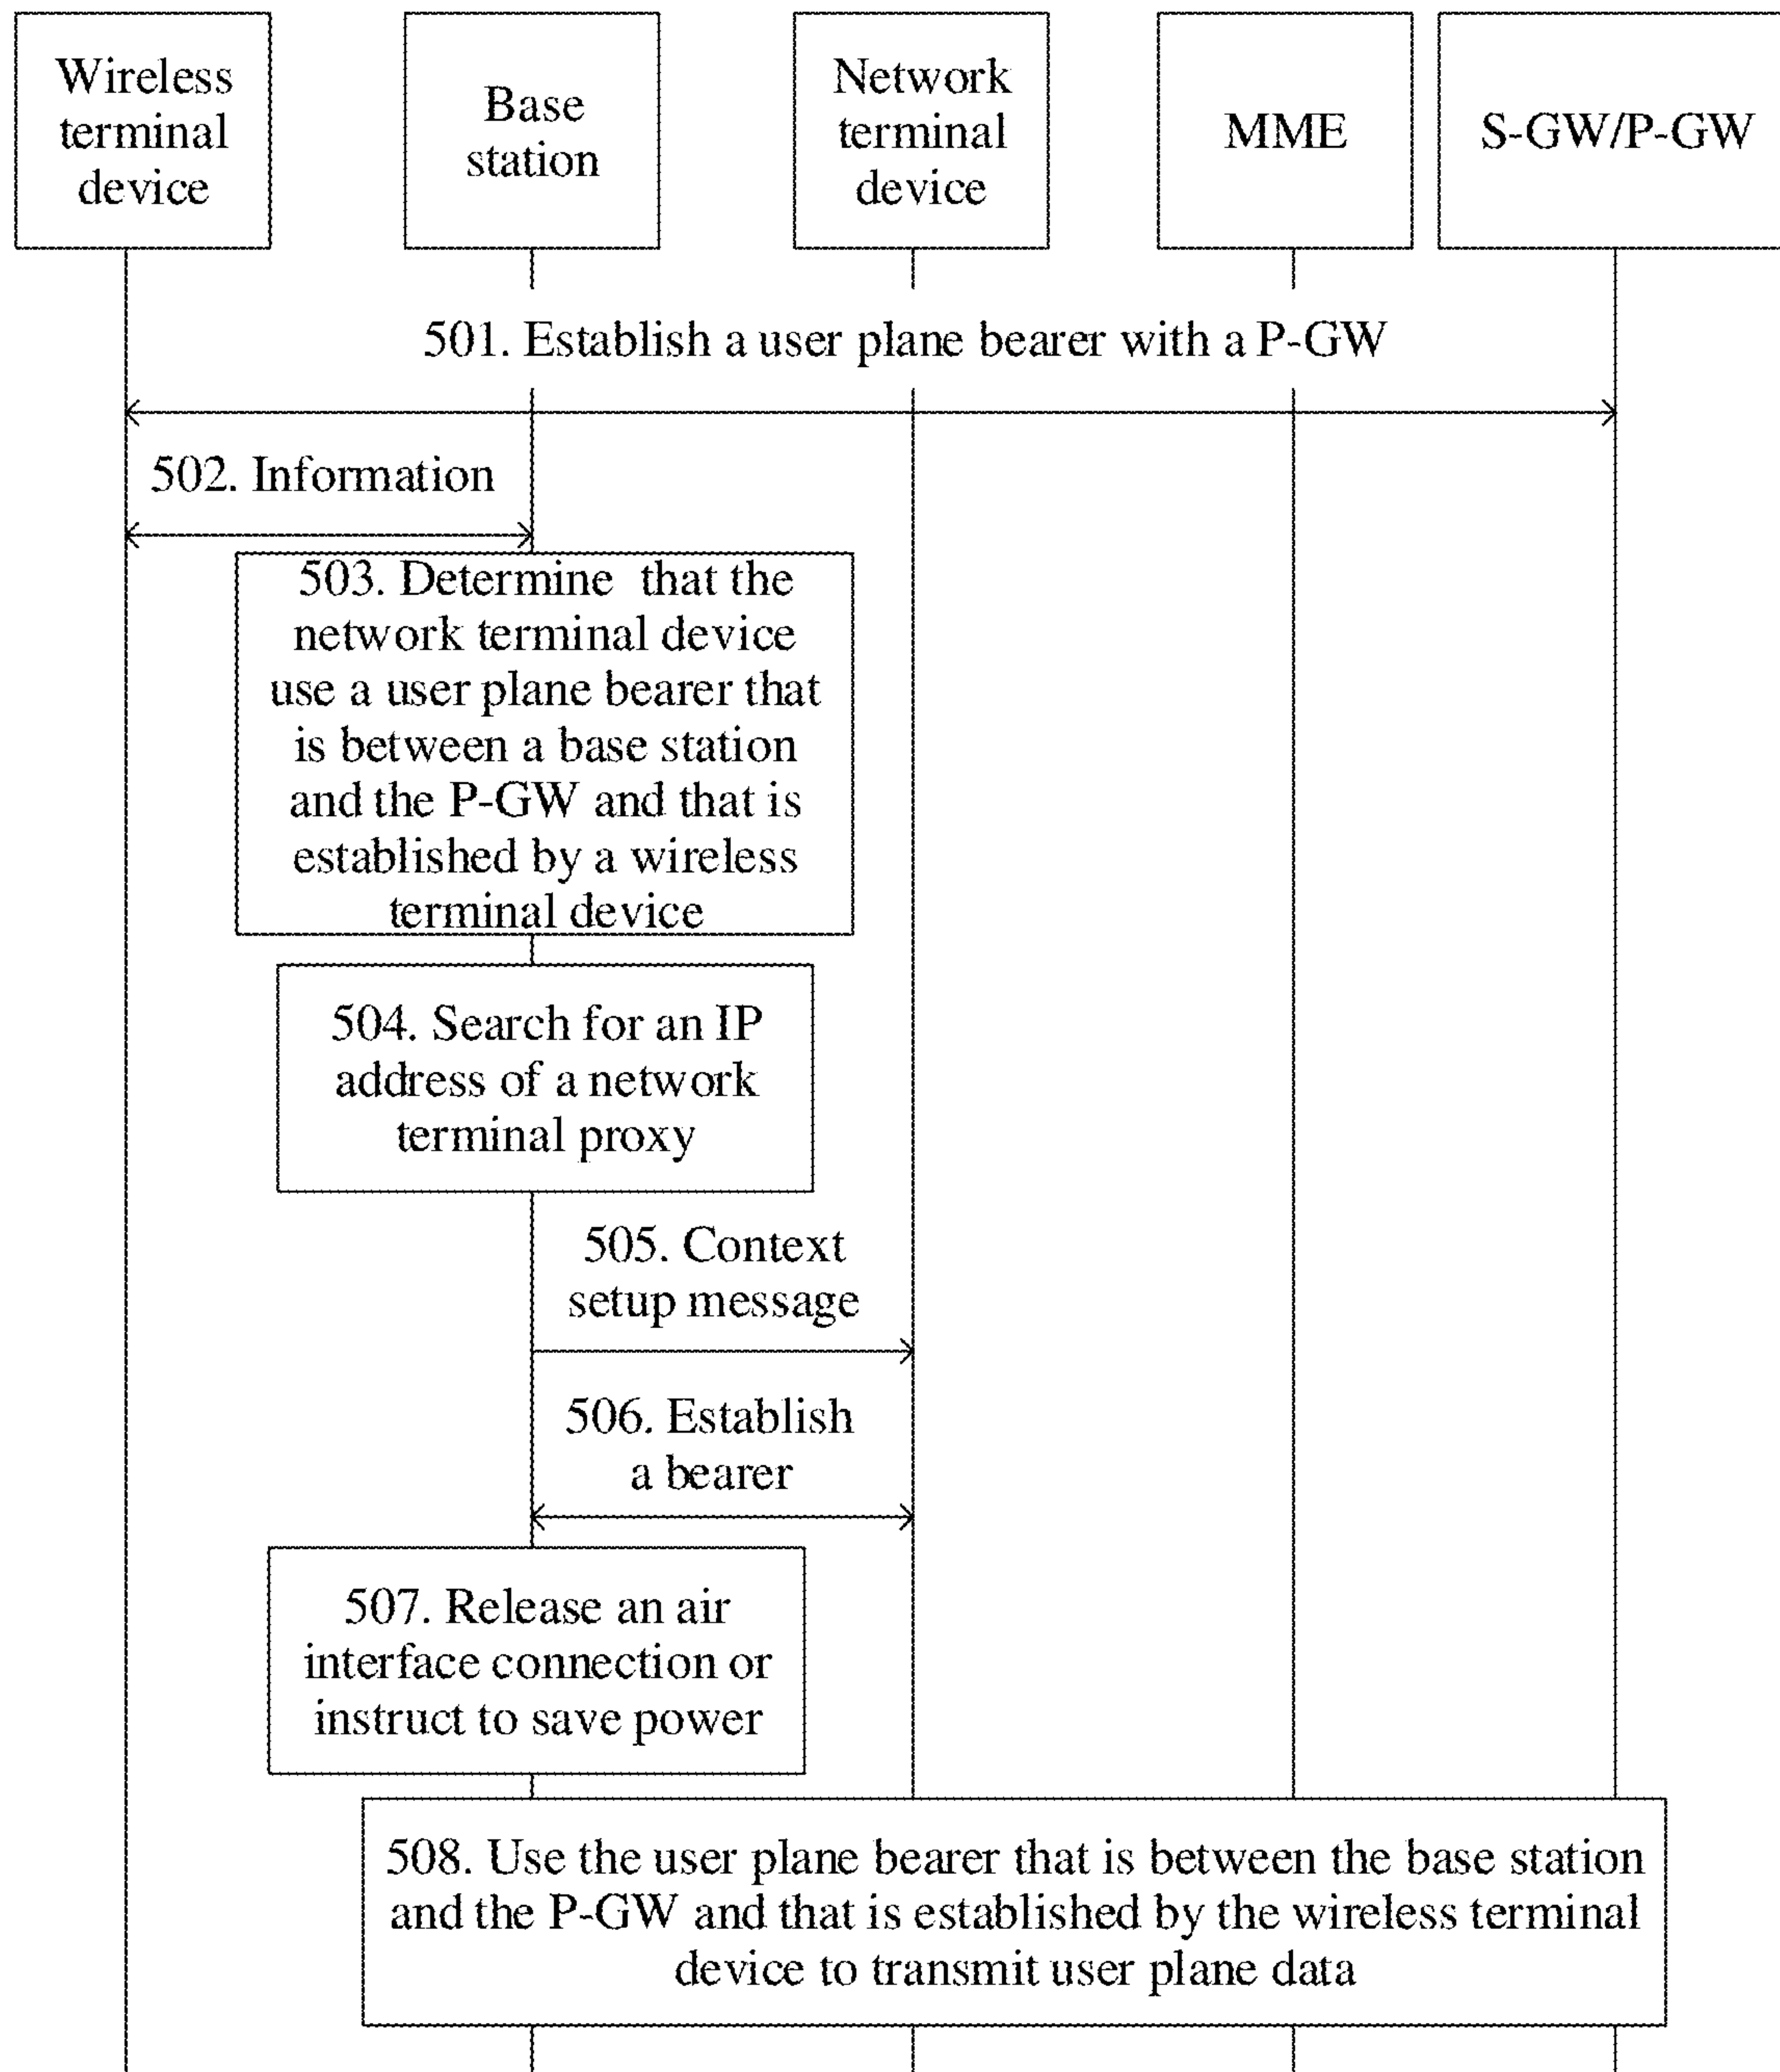 Wireless
terminal
device
Base
station
Network
terminal
device
MME
S-GW/P-GW
501. Establish a user plane bearer with a P-GW
502. Information
503. Determine that the
network terminal device
use a user plane bearer that
is between a base station
and the P-GW and that is
established by a wireless
terminal device
504. Search for an IP
address of a network
terminal proxy
505. Context
setup message
506. Establish
a bearer
507. Release an air
interface connection or
instruct to save power
508. Use the user plane bearer that is between the base station
and the P-GW and that is established by the wireless terminal
device to transmit user plane data